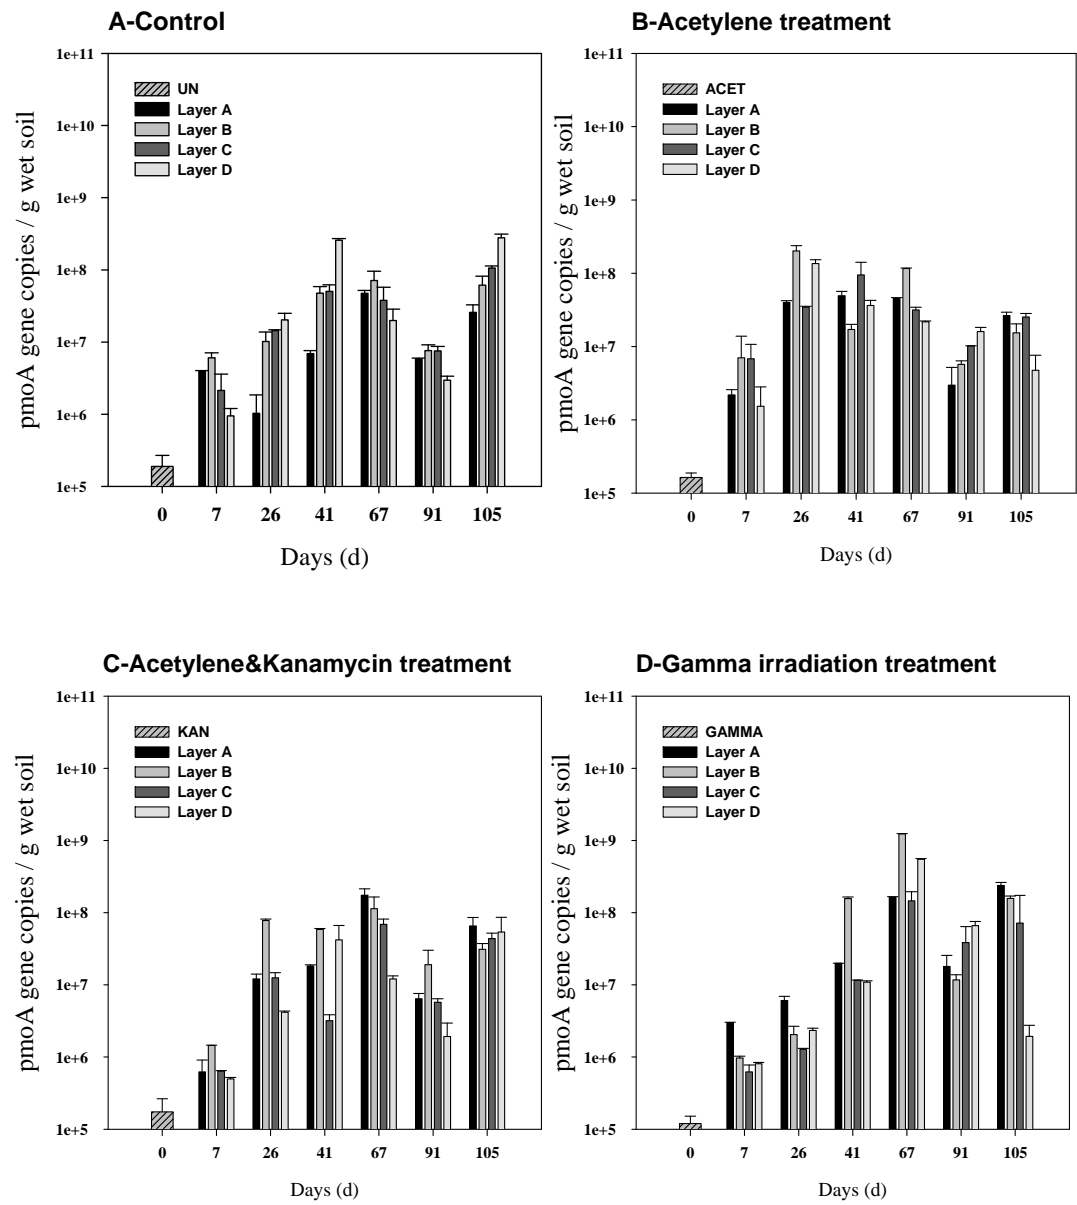 A-Control
pmoA gene copies / g wet soil
1e+11
1e+10
1e+9
1e+8
1e+7
1e+6
1e+5
UN
Layer A
Layer B
Layer C
Layer D
0 7 26 41 67 91 105
Days (d)
B-Acetylene treatment
pmoA gene copies / g wet soil
1e+11
1e+10
1e+9
1e+8
1e+7
1e+6
1e+5
ACET
Layer A
Layer B
Layer C
Layer D
0 7 26 41 67 91 105
Days (d)
C-Acetylene&Kanamycin treatment
pmoA gene copies / g wet soil
1e+11
1e+10
1e+9
1e+8
1e+7
1e+6
1e+5
KAN
Layer A
Layer B
Layer C
Layer D
0 7 26 41 67 91 105
Days (d)
D-Gamma irradiation treatment
pmoA gene copies / g wet soil
1e+11
1e+10
1e+9
1e+8
1e+7
1e+6
1e+5
GAMMA
Layer A
Layer B
Layer C
Layer D
0 7 26 41 67 91 105
Days (d)